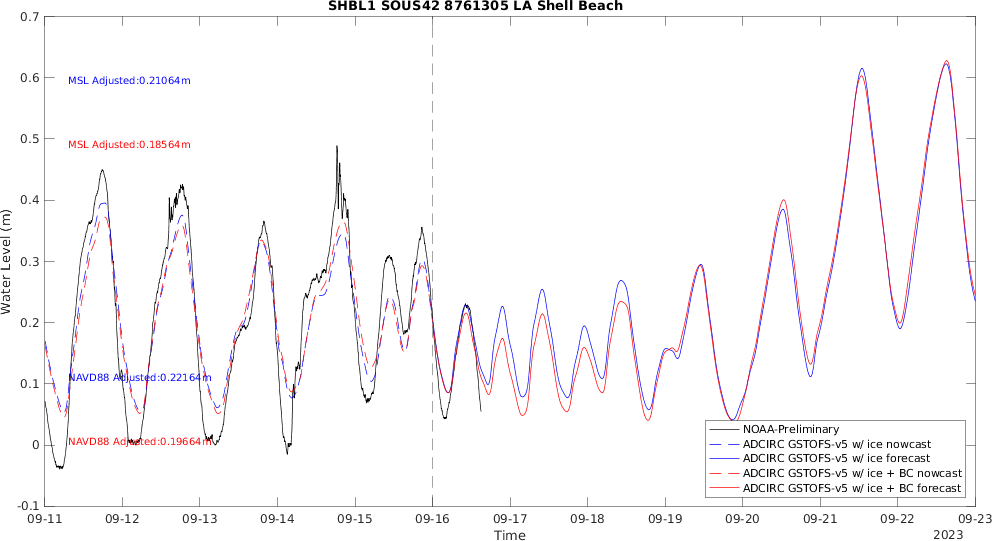 SHBL1 SOUS42 8761305 LA Shell Beach
0.7
0.6
0.5
0.4
0.3
0.2
0.1
0
-0.1
Water Level (m)
MSL Adjusted:0.21064m
MSL Adjusted:0.18564m
NAVD88 Adjusted:0.22164m
NAVD88 Adjusted:0.19664m
NOAA-Preliminary
ADCIRC GSTOFS-v5 w/ ice nowcast
ADCIRC GSTOFS-v5 w/ ice forecast
ADCIRC GSTOFS-v5 w/ ice + BC nowcast
ADCIRC GSTOFS-v5 w/ ice + BC forecast
09-11 09-12 09-13 09-14 09-15 09-16 09-17 09-18 09-19 09-20 09-21 09-22 09-23
Time
2023